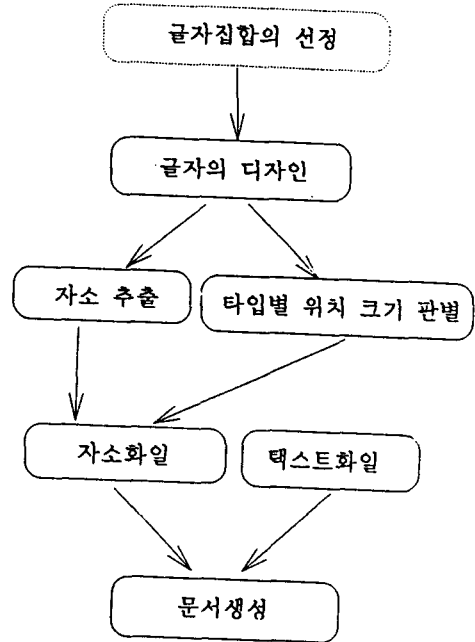 글자집합의 선정
글자의 디자인
자소 추출
타입별 위치 크기 판별
자소화일
택스트화일
문서생성